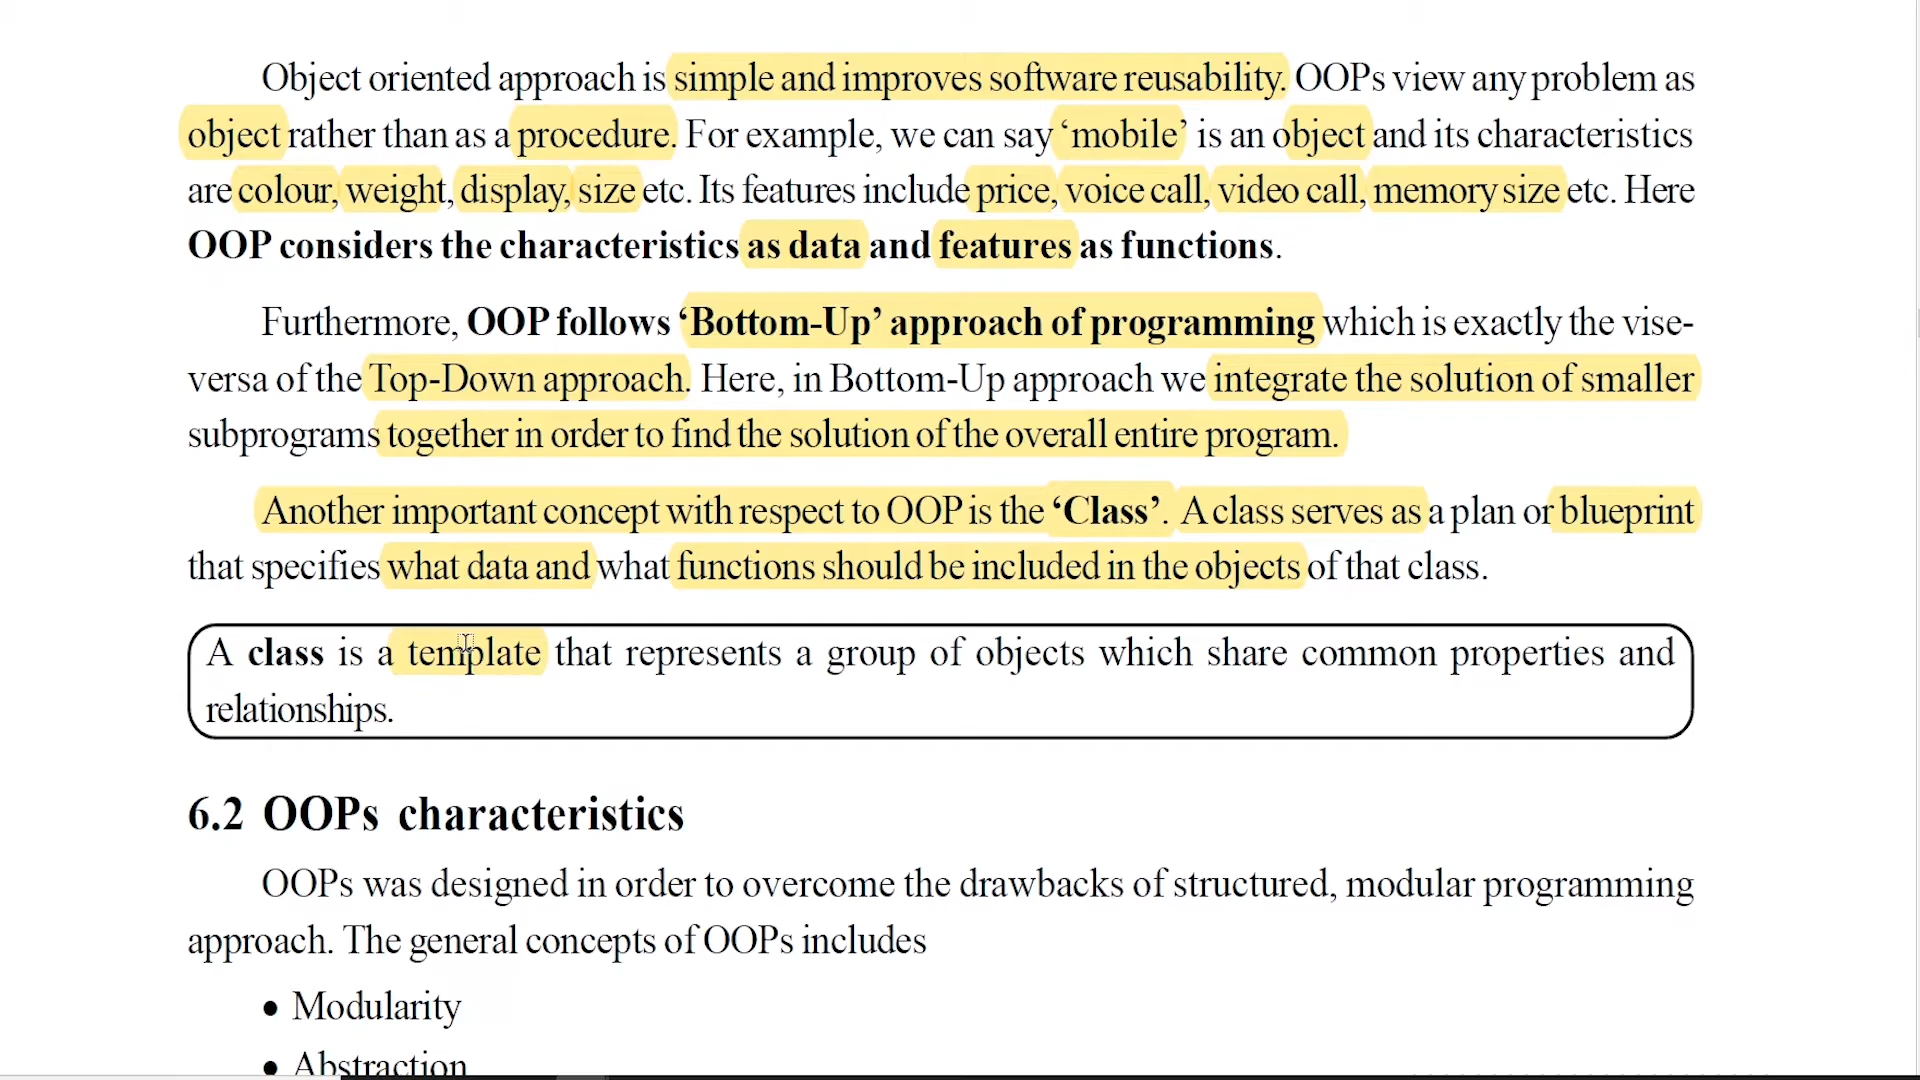 Object oriented approach is simple and improves software reusability. OOPs view any problem as
object rather than as a procedure. For example, we can say ‘mobile’ is an object and its characteristics
are colour, weight, display, size etc. Its features include price, voice call, video call, memory size etc. Here
OOP considers the characteristics as data and features as functions.
Furthermore, OOP follows ‘Bottom-Up’ approach of programming which is exactly the vise-
versa of the Top-Down approach. Here, in Bottom-Up approach we integrate the solution of smaller
subprograms together in order to find the solution of the overall entire program.
Another important concept with respect to OOP is the ‘Class’. A class serves as a plan or blueprint
that specifies what data and what functions should be included in the objects of that class.
A class is a template that represents a group of objects which share common properties and
relationships.
6.2 OOPs characteristics
OOPs was designed in order to overcome the drawbacks of structured, modular programming
approach. The general concepts of OOPs includes
• Modularity
• Abstraction